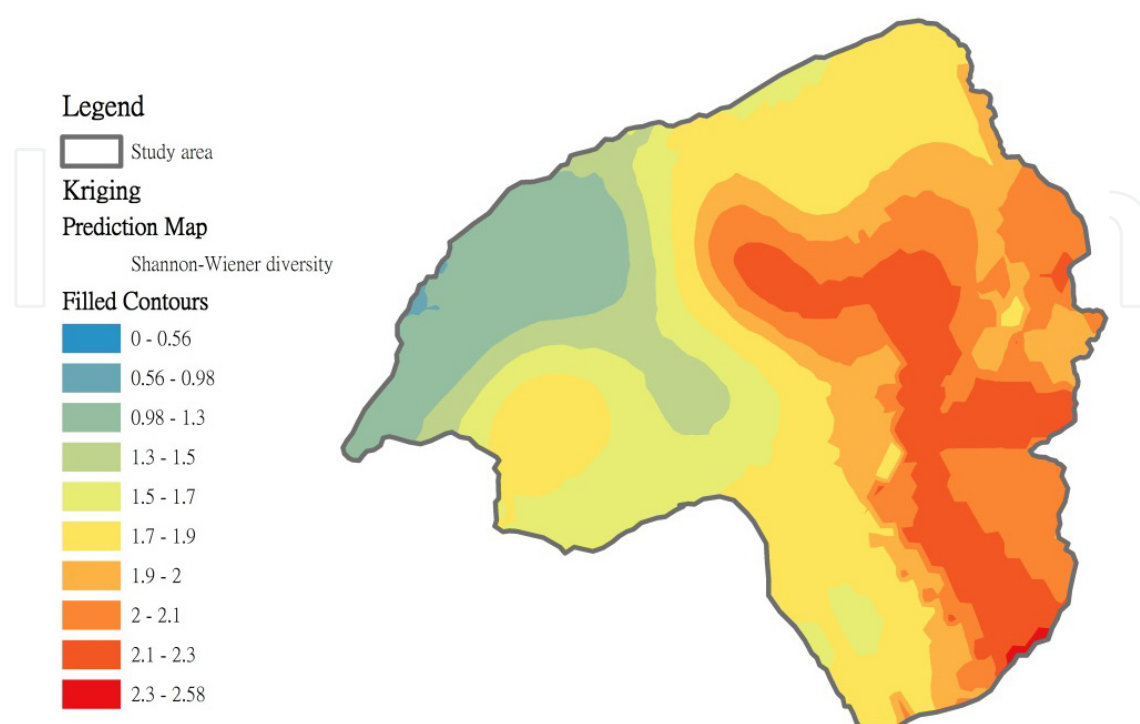 Legend
Study area
Kriging
Prediction Map
Shannon-Wiener diversity
Filled Contours
0 - 0.56
0.56 - 0.98
0.98 - 1.3
1.3 - 1.5
1.5 - 1.7
1.7 - 1.9
1.9 - 2
2 - 2.1
2.1 - 2.3
2.3 - 2.58